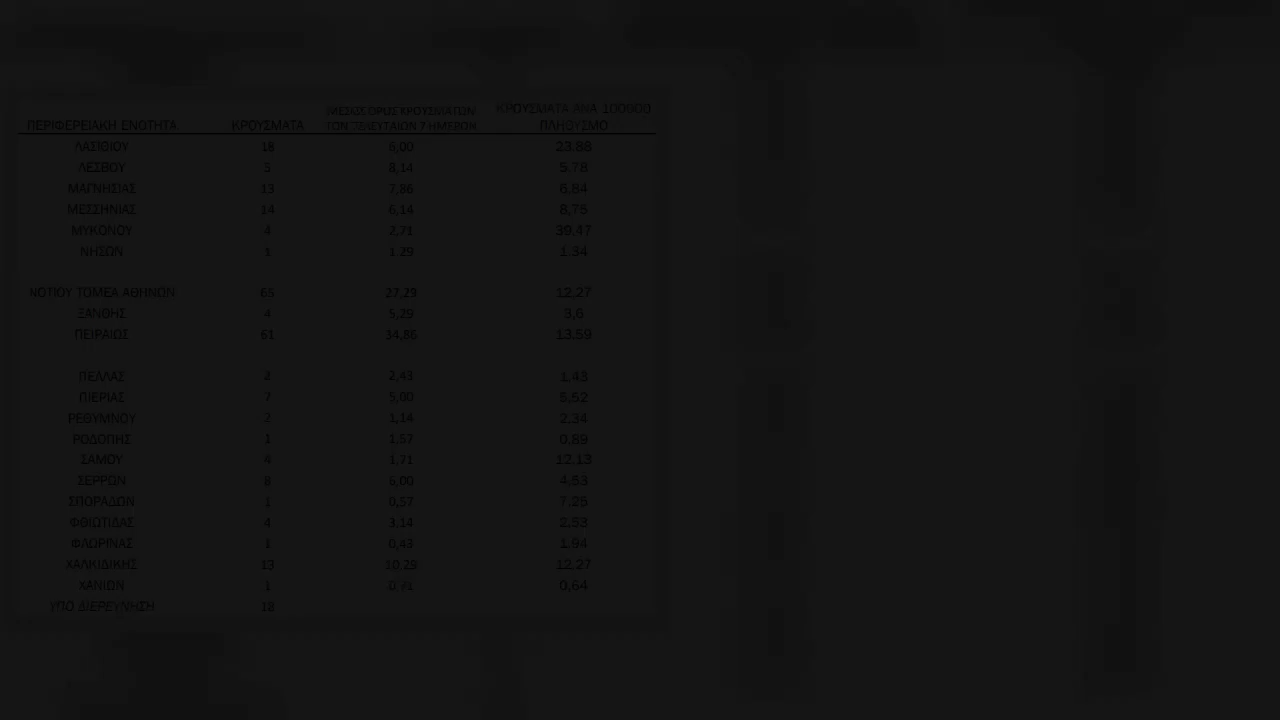 ΠΕΡΙΦΕΡΕΙΑΚΗ ΕΝΟΤΗΤΑ ΚΡΟΥΣΜΑΤΑ ΜΕΣΟΣ ΟΡΟΣ ΚΡΟΥΣΜΑΤΩΝ ΤΩΝ ΤΕΛΕΥΤΑΙΩΝ 7 ΗΜΕΡΩΝ ΚΡΟΥΣΜΑΤΑ ΑΝΑ 100000 ΠΛΗΘΥΣΜΟ
ΛΑΣΙΘΙΟΥ 18 6,00 23,88
ΛΕΣΒΟΥ 5 8,14 5,78
ΜΑΓΝΗΣΙΑΣ 13 7,86 6,84
ΜΕΣΣΗΝΙΑΣ 14 6,14 8,75
ΜΥΚΟΝΟΥ 4 2,71 39,47
ΝΗΣΩΝ 1 1,29 1,34
ΝΟΤΙΟΥ ΤΟΜΕΑ ΑΘΗΝΩΝ 65 27,29 12,27
ΞΑΝΘΗΣ 4 5,29 3,6
ΠΕΙΡΑΙΩΣ 61 34,86 13,59
ΠΕΛΛΑΣ 2 2,43 1,43
ΠΙΕΡΙΑΣ 7 5,00 5,52
ΡΕΘΥΜΝΟΥ 2 1,14 2,34
ΡΟΔΟΠΗΣ 1 1,57 0,89
ΣΑΜΟΥ 4 1,71 12,13
ΣΕΡΡΩΝ 8 6,00 4,53
ΣΠΟΡΑΔΩΝ 1 0,57 7,25
ΦΘΙΩΤΙΔΑΣ 4 3,14 2,53
ΦΛΩΡΙΝΑΣ 1 0,43 1,94
ΧΑΛΚΙΔΙΚΗΣ 13 10,29 12,27
ΧΑΝΙΩΝ 1 0,71 0,64
ΥΠΟ ΔΙΕΡΕΥΝΗΣΗ 18